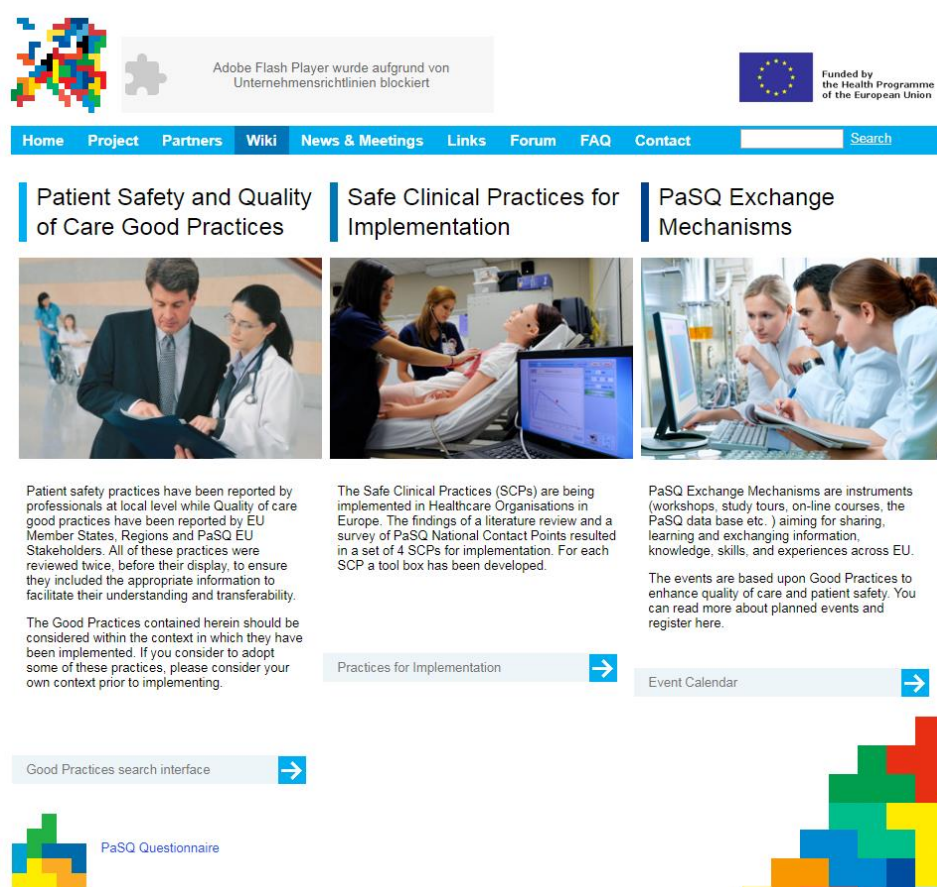 Adobe Flash Player wurde aufgrund von
Unternehmensrichtlinien blockiert
Funded by
the Health Programme
of the European Union
Home Project Partners Wiki News & Meetings Links Forum FAQ Contact Search
Patient Safety and Quality
of Care Good Practices
Safe Clinical Practices for
Implementation
PaSQ Exchange
Mechanisms
Patient safety practices have been reported by
professionals at local level while Quality of care
good practices have been reported by EU
Member States, Regions and PaSQ EU
Stakeholders. All of these practices were
reviewed twice, before their display, to ensure
they included the appropriate information to
facilitate their understanding and transferability.
The Good Practices contained herein should be
considered within the context in which they have
been implemented. If you consider to adopt
some of these practices, please consider your
own context prior to implementing.
Good Practices search interface
The Safe Clinical Practices (SCPs) are being
implemented in Healthcare Organisations in
Europe. The findings of a literature review and a
survey of PaSQ National Contact Points resulted
in a set of 4 SCPs for implementation. For each
SCP a tool box has been developed.
Practices for Implementation
PaSQ Exchange Mechanisms are instruments
(workshops, study tours, on-line courses, the
PaSQ data base etc. ) aiming for sharing,
learning and exchanging information,
knowledge, skills, and experiences across EU.
The events are based upon Good Practices to
enhance quality of care and patient safety. You
can read more about planned events and
register here.
Event Calendar
PaSQ Questionnaire